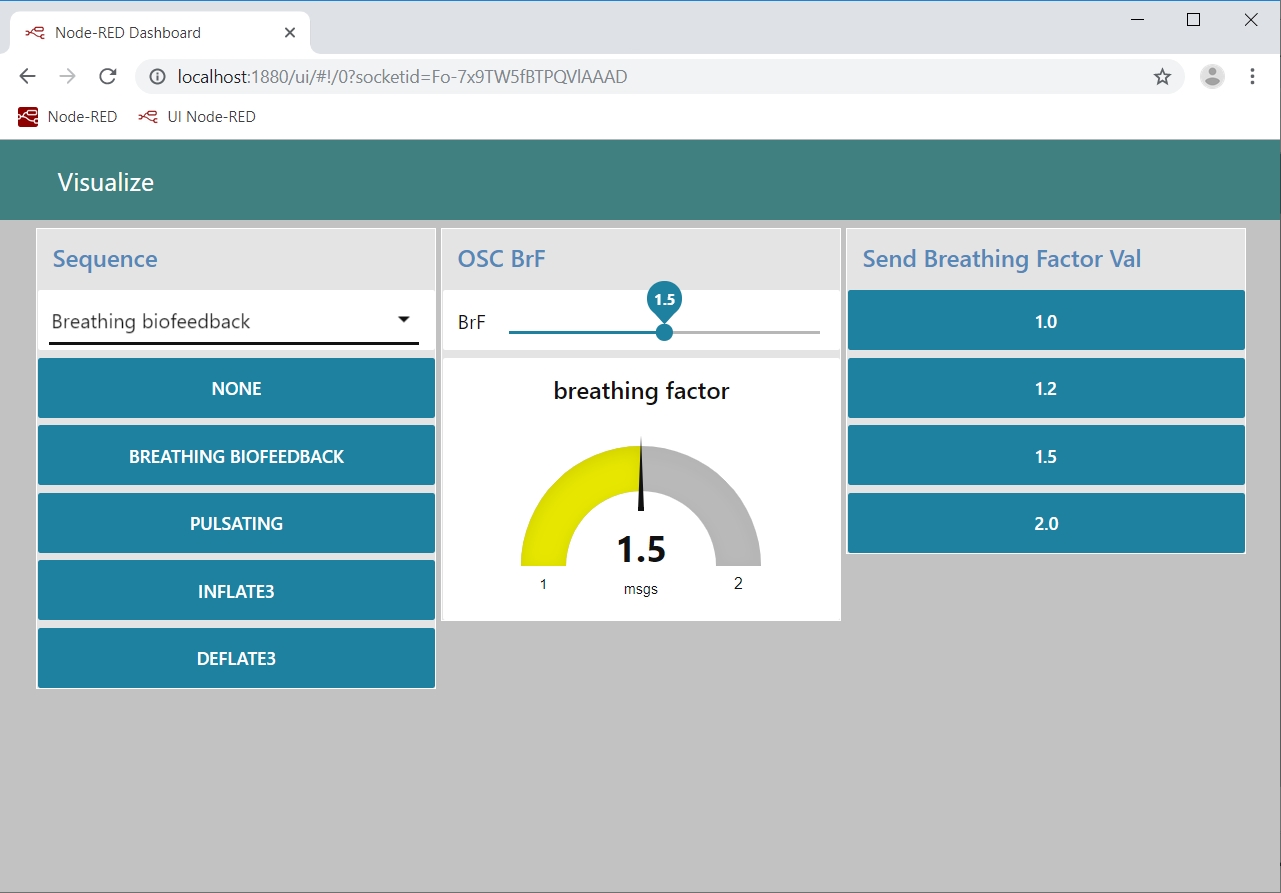 Node-RED Dashboard
localhost:1880/ui/#!/0?socketid=Fo-7x9TW5fBTPQVlAAAD
Node-RED UI Node-RED
Visualize
Sequence
Breathing biofeedback
NONE
BREATHING BIOFEEDBACK
PULSATING
INFLATE3
DEFLATE3
OSC BrF
1.5
BrF
breathing factor
1.5
1 msgs 2
Send Breathing Factor Val
1.0
1.2
1.5
2.0